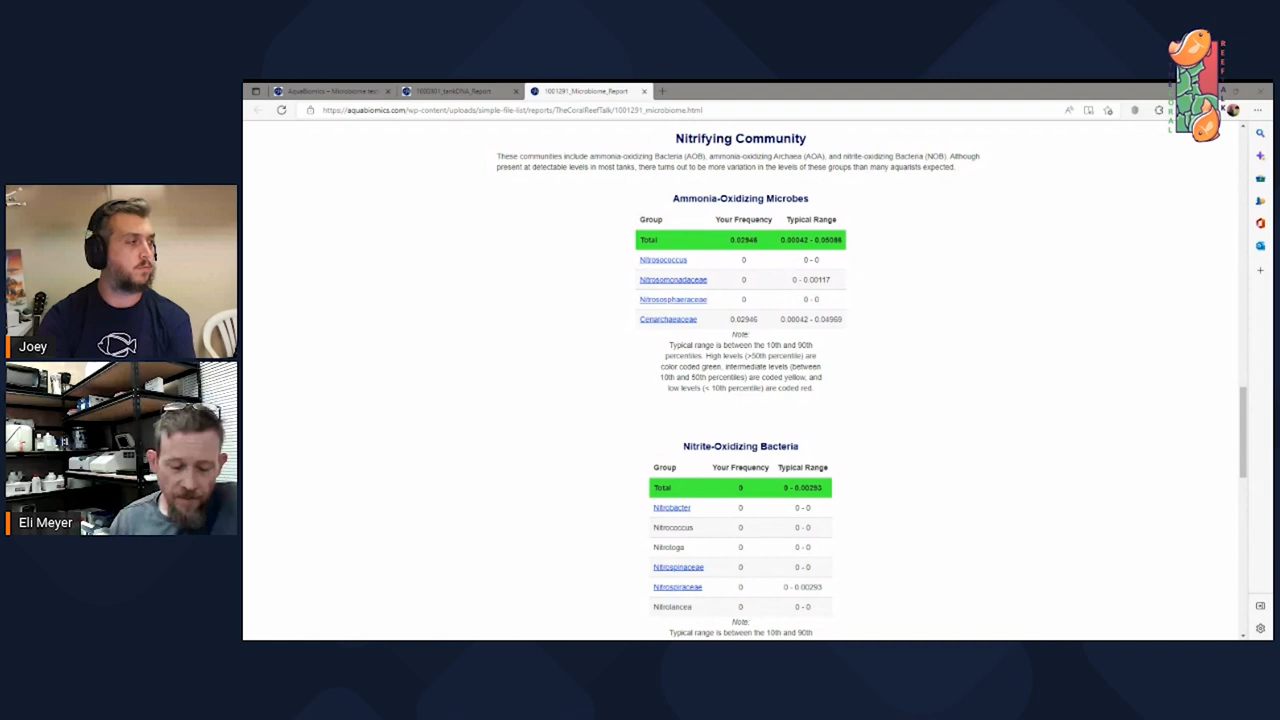 CORAL
REEFTALK
AquaBiomics – Microbiome test
1000301_tankDNA_Report
1001291_Microbiome_Report
https://aquabiomics.com/wp-content/uploads/simple-file-list/reports/TheCoralReefTalk/1001291_microbiome.html
Nitrifying Community
These communities include ammonia-oxidizing Bacteria (AOB), ammonia-oxidizing Archaea (AOA), and nitrite-oxidizing Bacteria (NOB). Although
present at detectable levels in most tanks, there turns out to be more variation in the levels of these groups than many aquarists expected.
Ammonia-Oxidizing Microbes
Group Your Frequency Typical Range
Total 0.02946 0.00042 - 0.05086
Nitrosococcus 0 0 - 0
Nitrosomonadaceae 0 0 - 0.00117
Nitrososphaeraceae 0 0 - 0
Cenarchaeaceae 0.02946 0.00042 - 0.04969
Note:
Typical range is between the 10th and 90th
percentiles. High levels (>50th percentile) are
color coded green, intermediate levels (between
10th and 50th percentiles) are coded yellow, and
low levels (< 10th percentile) are coded red.
Nitrite-Oxidizing Bacteria
Group Your Frequency Typical Range
Total 0 0 - 0.00293
Nitrobacter 0 0 - 0
Nitrococcus 0 0 - 0
Nitrotoga 0 0 - 0
Nitrospinaceae 0 0 - 0
Nitrospiraceae 0 0 - 0.00293
Nitrolancea 0 0 - 0
Note:
Typical range is between the 10th and 90th
Joey
Eli Meyer